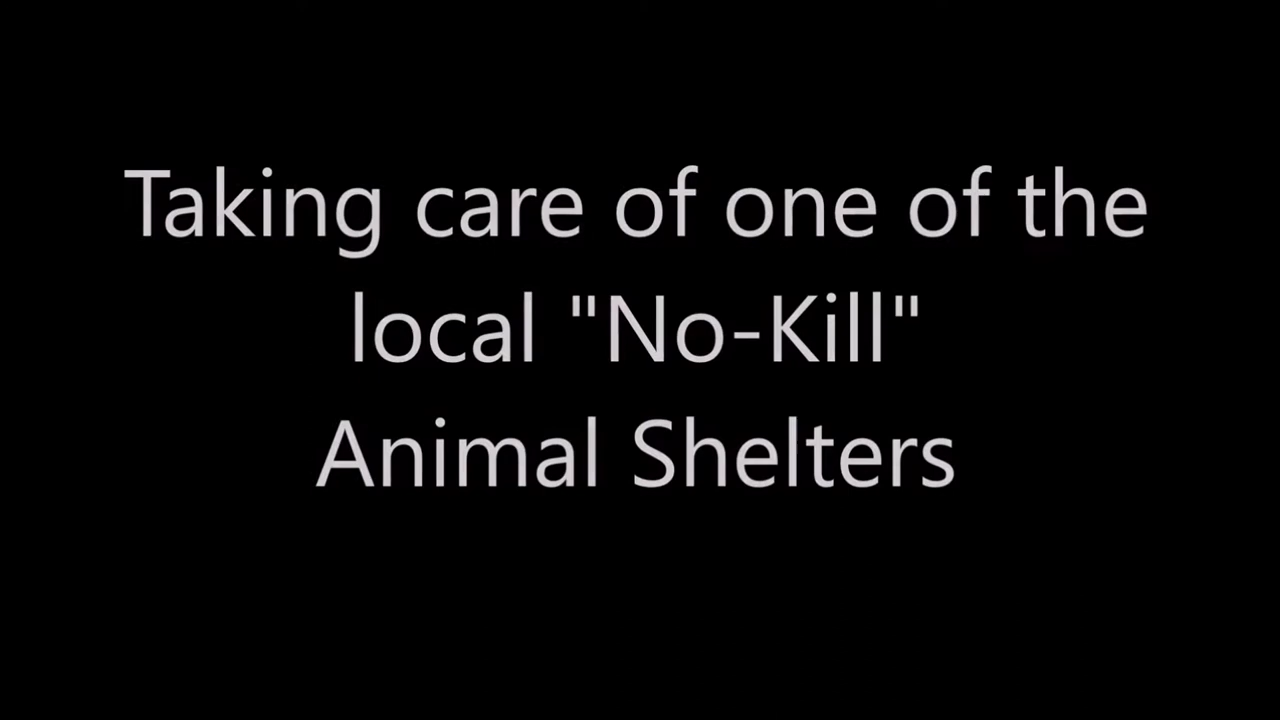 Taking care of one of the
local "No-Kill"
Animal Shelters